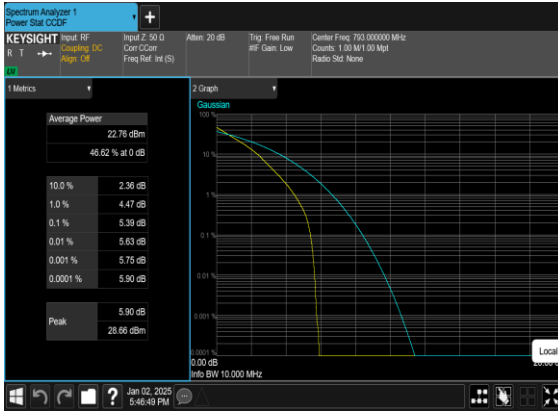 Spectrum Analyzer 1
Power Stat CCDF
KEYSIGHT
R T
Input: RF
Coupling: DC
Align: Off
Input Z: 50 Ω
Corr CCorr
Freq Ref: Int (S)
Atten: 20 dB
Trig: Free Run
#IF Gain: Low
Center Freq: 793.000000 MHz
Counts: 1.00 M/1.00 Mpt
Radio Std: None
1 Metrics
Average Power
22.76 dBm
46.62 % at 0 dB
10.0 % 2.36 dB
1.0 % 4.47 dB
0.1 % 5.39 dB
0.01 % 5.63 dB
0.001 % 5.75 dB
0.0001 % 5.90 dB
Peak
5.90 dB
28.66 dBm
2 Graph
Gaussian
100 %
10 %
1 %
0.1 %
0.01 %
0.001 %
0.0001 %
0.00 dB
Info BW 10.000 MHz
Local
Jan 02, 2025
5:46:49 PM